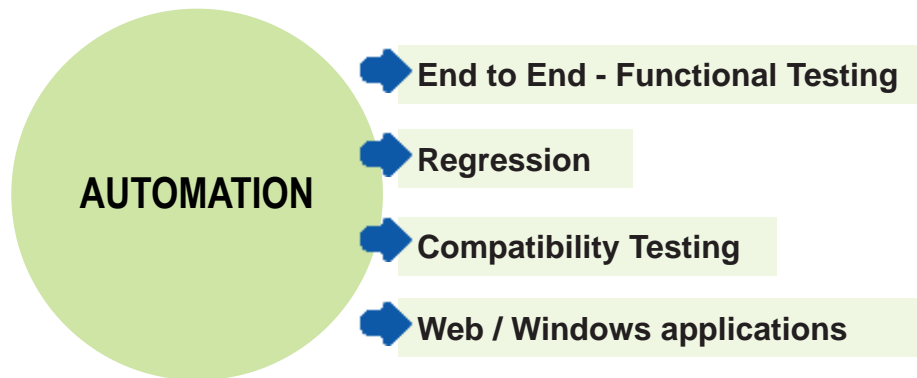 AUTOMATION
End to End - Functional Testing
Regression
Compatibility Testing
Web / Windows applications